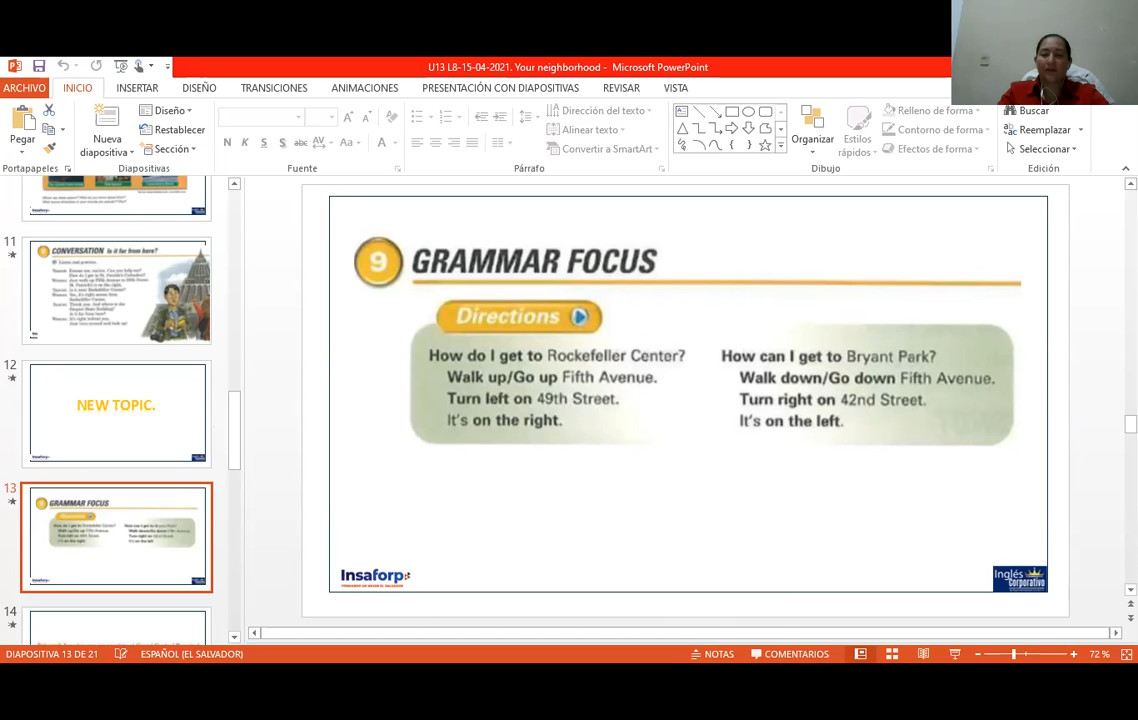 U13 L8-15-04-2021. Your neighborhood - Microsoft PowerPoint
ARCHIVO INICIO INSERTAR DISEÑO TRANSICIONES ANIMACIONES PRESENTACIÓN CON DIAPOSITIVAS REVISAR VISTA
Pegar
Nueva diapositiva
Diseño
Restablecer
Sección
N K S S abc AV Aa A
Dirección del texto
Alinear texto
Convertir a SmartArt
Organizar
Estilos rápidos
Relleno de forma
Contorno de forma
Efectos de forma
Buscar
Reemplazar
Seleccionar
Portapapeles Diapositivas Fuente Párrafo Dibujo Edición
11
CONVERSATION Is it far from here?
12
NEW TOPIC.
13
GRAMMAR FOCUS
14
9 GRAMMAR FOCUS
Directions
How do I get to Rockefeller Center?
Walk up/Go up Fifth Avenue.
Turn left on 49th Street.
It's on the right.
How can I get to Bryant Park?
Walk down/Go down Fifth Avenue.
Turn right on 42nd Street.
It's on the left.
Insaforp
Inglés Corporativo
DIAPOSITIVA 13 DE 21 ESPAÑOL (EL SALVADOR) NOTAS COMENTARIOS 72 %